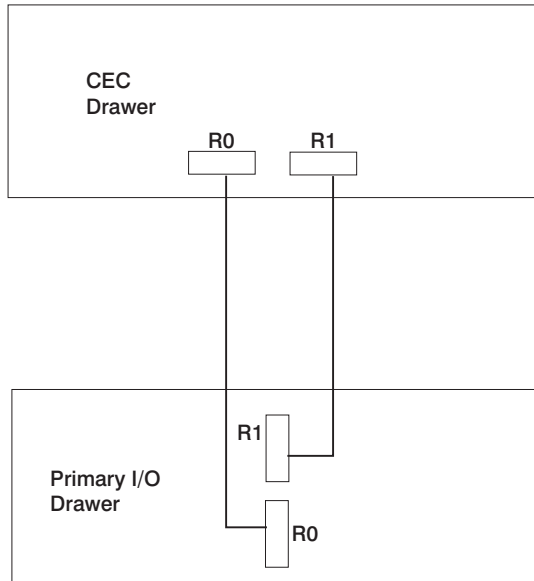 CEC
Drawer
R0 R1
R1
Primary I/O
Drawer
R0